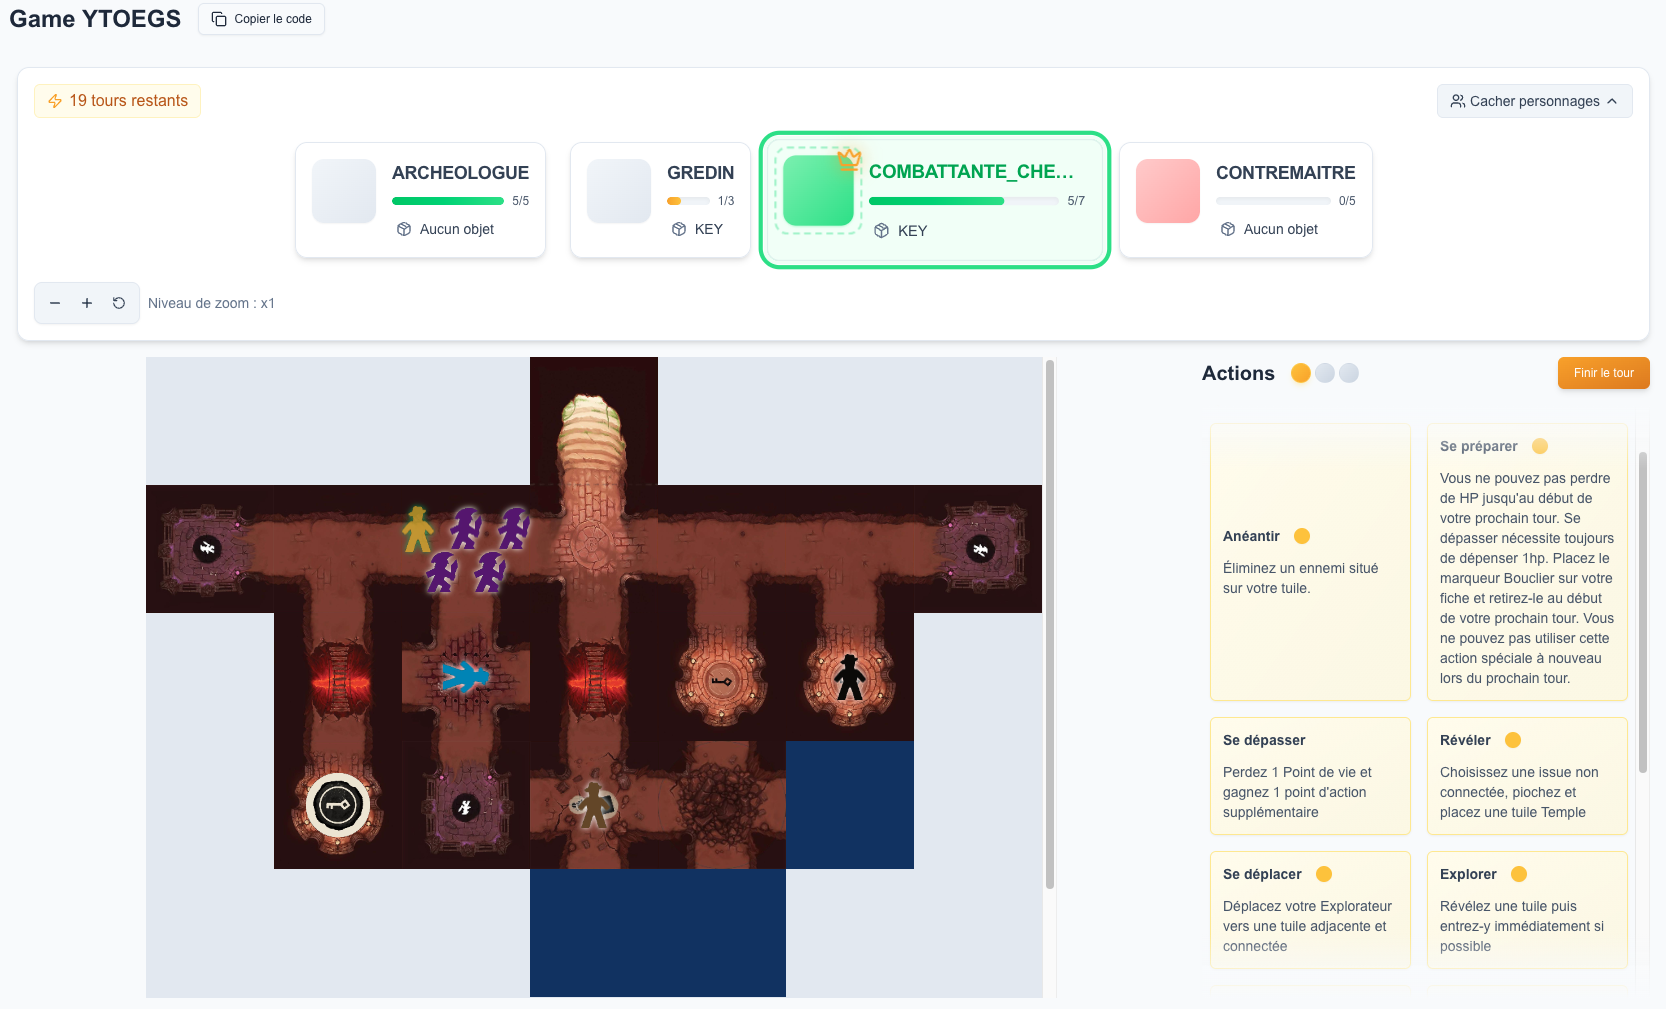 Game YTOEGS
Copier le code
19 tours restants
Cacher personnages
ARCHEOLOGUE
5/5
Aucun objet
GREDIN
1/3
KEY
COMBATTANTE_CHE...
5/7
KEY
CONTREMAITRE
0/5
Aucun objet
Niveau de zoom : x1
Actions
Finir le tour
Anéantir
Éliminez un ennemi situé
sur votre tuile.
Se préparer
Vous ne pouvez pas perdre
de HP jusqu'au début de
votre prochain tour. Se
dépasser nécessite toujours
de dépenser 1hp. Placez le
marqueur Bouclier sur votre
fiche et retirez-le au début
de votre prochain tour. Vous
ne pouvez pas utiliser cette
action spéciale à nouveau
lors du prochain tour.
Se dépasser
Perdez 1 Point de vie et
gagnez 1 point d'action
supplémentaire
Révéler
Choisissez une issue non
connectée, piochez et
placez une tuile Temple
Se déplacer
Déplacez votre Explorateur
vers une tuile adjacente et
connectée
Explorer
Révélez une tuile puis
entrez-y immédiatement si
possible